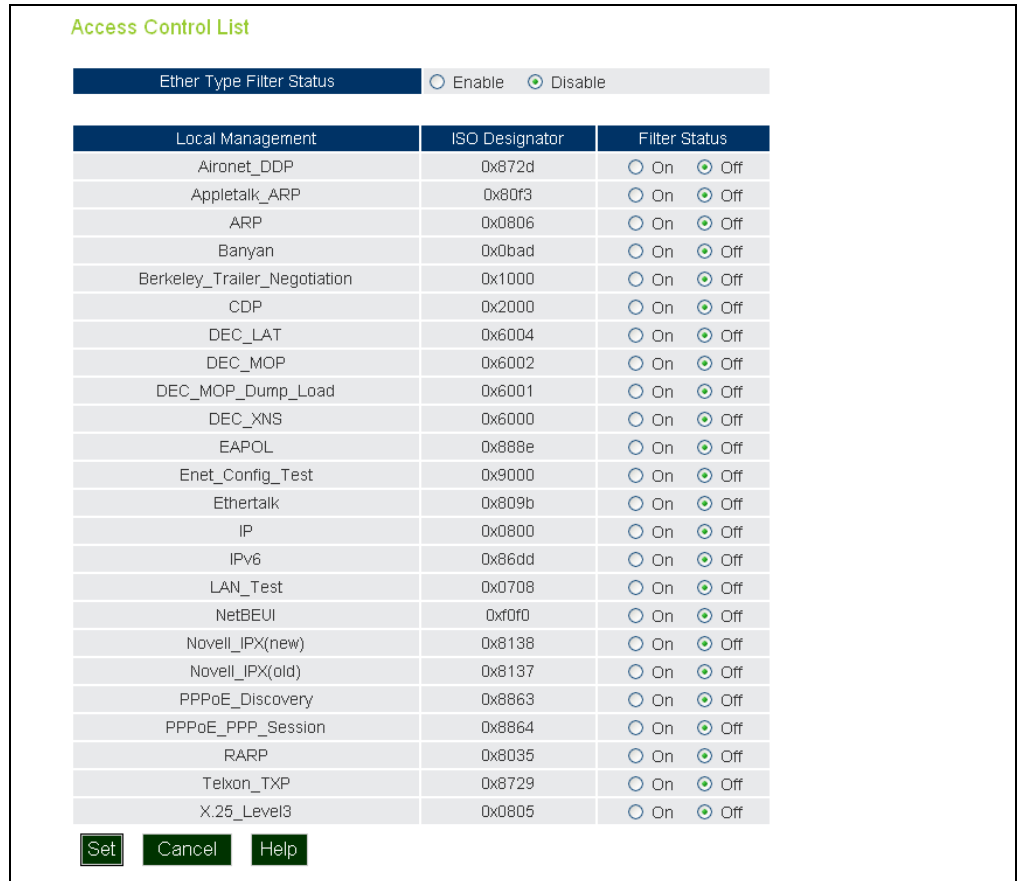 Access Control List
Ether Type Filter Status Enable Disable
Local Management ISO Designator Filter Status
Aironet_DDP 0x872d On Off
Appletalk_ARP 0x80f3 On Off
ARP 0x0806 On Off
Banyan 0x0bad On Off
Berkeley_Trailer_Negotiation 0x1000 On Off
CDP 0x2000 On Off
DEC_LAT 0x6004 On Off
DEC_MOP 0x6002 On Off
DEC_MOP_Dump_Load 0x6001 On Off
DEC_XNS 0x6000 On Off
EAPOL 0x888e On Off
Enet_Config_Test 0x9000 On Off
Ethertalk 0x809b On Off
IP 0x0800 On Off
IPv6 0x86dd On Off
LAN_Test 0x0708 On Off
NetBEUI 0xf0f0 On Off
Novell_IPX(new) 0x8138 On Off
Novell_IPX(old) 0x8137 On Off
PPPoE_Discovery 0x8863 On Off
PPPoE_PPP_Session 0x8864 On Off
RARP 0x8035 On Off
Telxon_TXP 0x8729 On Off
X.25_Level3 0x0805 On Off
Set Cancel Help